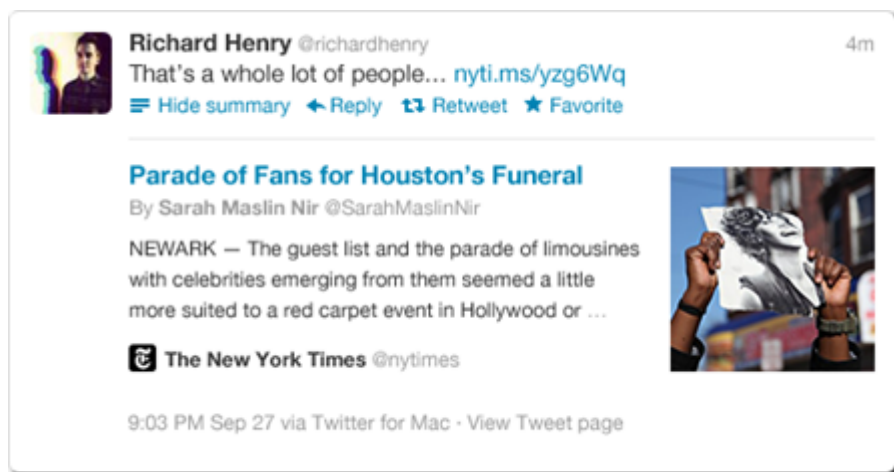 Richard Henry @richardhenry 4m
That's a whole lot of people... nyti.ms/yzg6Wq
Hide summary Reply Retweet Favorite
Parade of Fans for Houston's Funeral
By Sarah Maslin Nir @SarahMaslinNir
NEWARK — The guest list and the parade of limousines
with celebrities emerging from them seemed a little
more suited to a red carpet event in Hollywood or ...
The New York Times @nytimes
9:03 PM Sep 27 via Twitter for Mac · View Tweet page